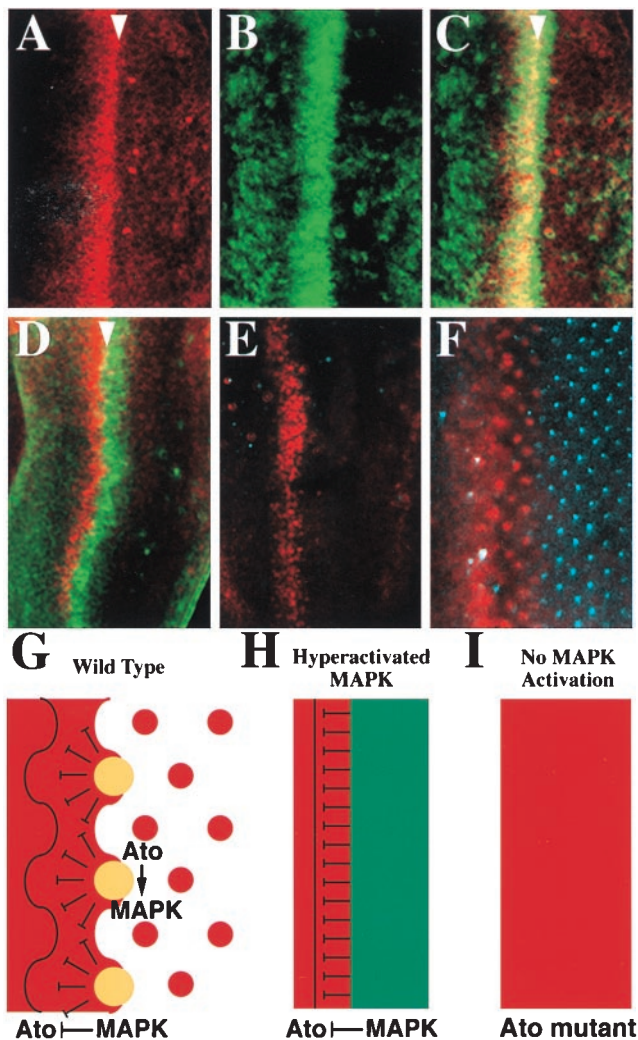 A B C
D E F
G Wild Type H Hyperactivated MAPK I No MAPK Activation
Ato
MAPK
Ato MAPK Ato MAPK Ato mutant